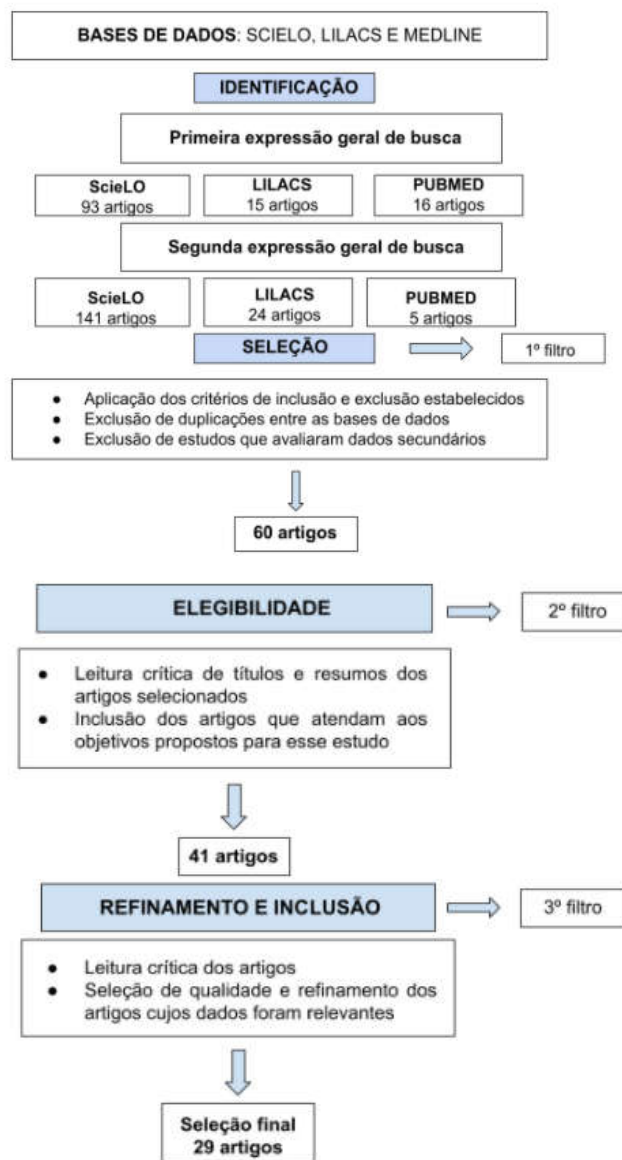 BASES DE DADOS: SCIELO, LILACS E MEDLINE
IDENTIFICAÇÃO
Primeira expressão geral de busca
ScieLO
93 artigos
LILACS
15 artigos
PUBMED
16 artigos
Segunda expressão geral de busca
ScieLO
141 artigos
LILACS
24 artigos
PUBMED
5 artigos
SELEÇÃO
1º filtro
● Aplicação dos critérios de inclusão e exclusão estabelecidos
● Exclusão de duplicações entre as bases de dados
● Exclusão de estudos que avaliaram dados secundários
60 artigos
ELEGIBILIDADE
2º filtro
● Leitura crítica de títulos e resumos dos
artigos selecionados
● Inclusão dos artigos que atendam aos
objetivos propostos para esse estudo
41 artigos
REFINAMENTO E INCLUSÃO
3º filtro
● Leitura crítica dos artigos
● Seleção de qualidade e refinamento dos
artigos cujos dados foram relevantes
Seleção final
29 artigos